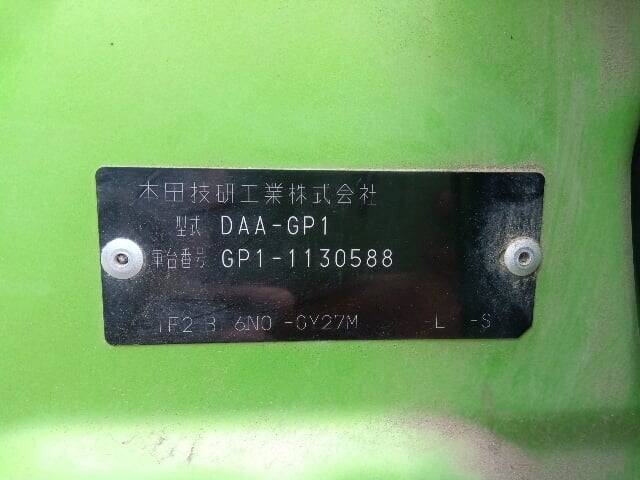 本田技研工業株式会社
型式 DAA-GP1
車台番号 GP1-1130588
6N0 -GY27M -L -S